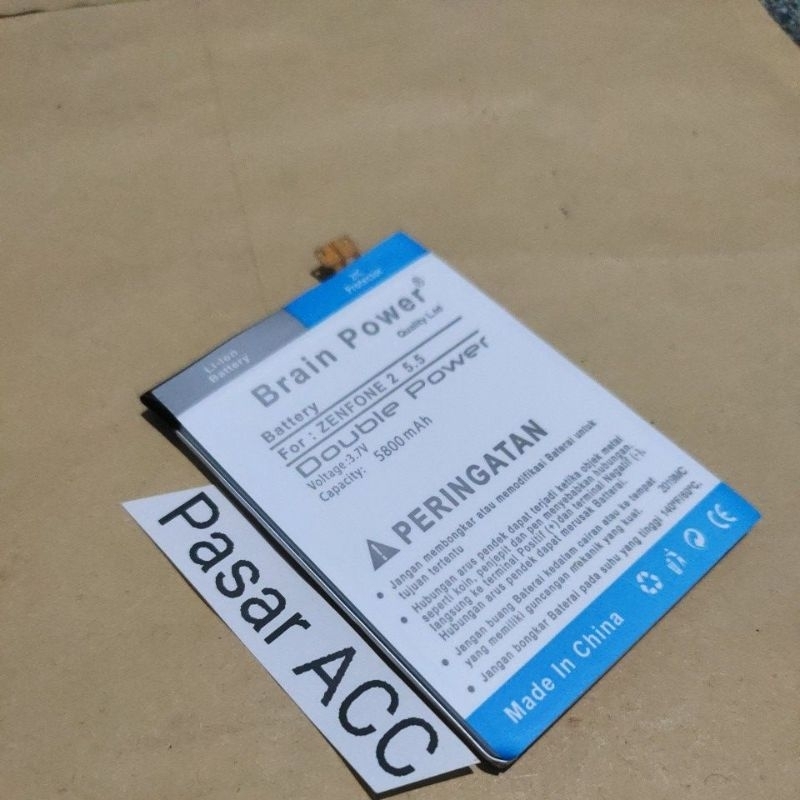 Li-ion
Battery
2IC
Protector
Brain Power®
Quality Ltd
Battery
For : ZENFONE 2 5.5
Double Power
Voltage:3.7V
Capacity: 5800mAh
PERINGATAN
• Jangan membongkar atau memodifikasi Baterai untuk
tujuan tertentu
• Hubungan arus pendek dapat terjadi ketika objek metal
seperti koin, penjepit dan pen menyebabkan hubungan
langsung ke terminal Positif (+)dan terminal Negatif (-),
Hubungan arus pendek dapat merusak Baterai.
• Jangan buang Baterai kedalam cairan atau ke tempat
yang memiliki guncangan mekanik yang kuat. 2019MC
• Jangan bongkar Baterai pada suhu yang tinggi 140°F/60°C.
Made In China
CE
Pasar ACC